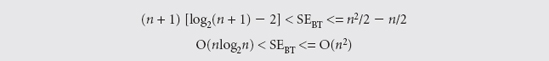 (n + 1) [log₂(n + 1) − 2] < SE_BT <= n²/2 − n/2
O(nlog₂n) < SE_BT <= O(n²)